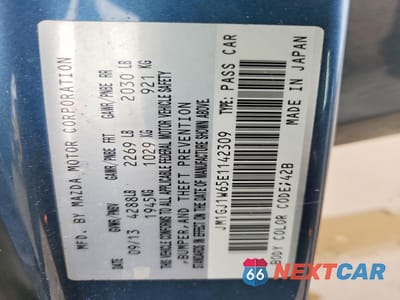 MFD. BY MAZDA MOTOR CORPORATION
GVWR/PNBV GAWR/PNBE FRT GAWR/PNBE RR
09/13 4288LB 2269 LB 2030 LB
1945KG 1029 KG 921 KG
THIS VEHICLE CONFORMS TO ALL APPLICABLE FEDERAL MOTOR VEHICLE SAFETY
,BUMPER,AND THEFT PREVENTION
STANDARDS IN EFFECT ON THE DATE OF MANUFACTURE SHOWN ABOVE.
JM1GJ1W65E1142309 TYPE: PASS CAR
BODY COLOR CODE:42B MADE IN JAPAN
66 NEXTCAR